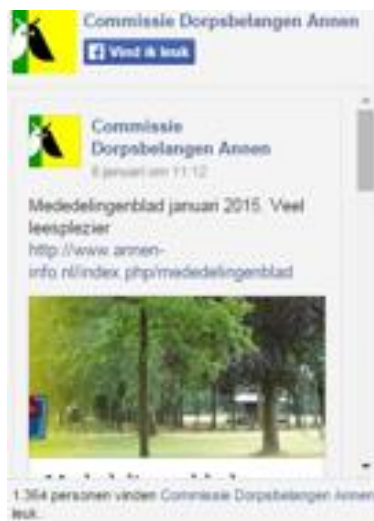 Commissie Dorpsbelangen Annen
Vind ik leuk
Commissie
Dorpsbelangen Annen
januari om 11:12
Mededelingenblad januari 2015. Veel
leesplezier
http://www.annen-
info.nl/index.php/mededelingenblad
1.364 personen vinden Commissie Dorpsbelangen Annen
leuk.